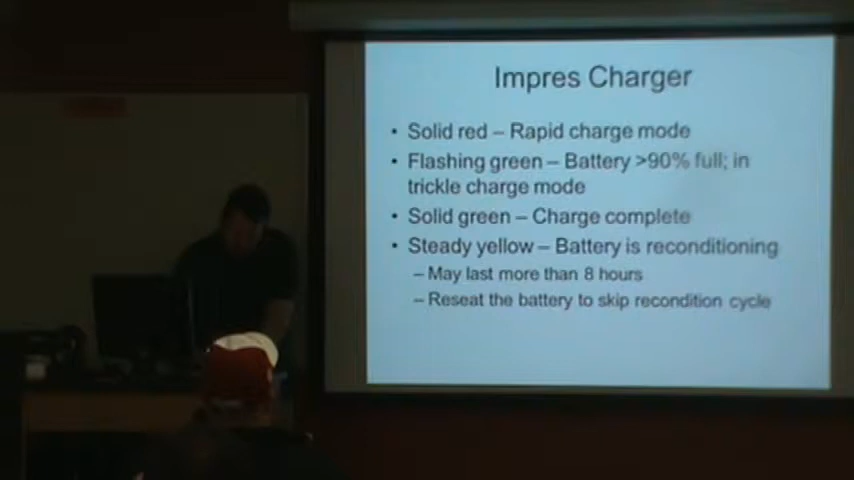 Impres Charger
• Solid red – Rapid charge mode
• Flashing green – Battery >90% full; in
trickle charge mode
• Solid green – Charge complete
• Steady yellow – Battery is reconditioning
– May last more than 8 hours
– Reseat the battery to skip recondition cycle